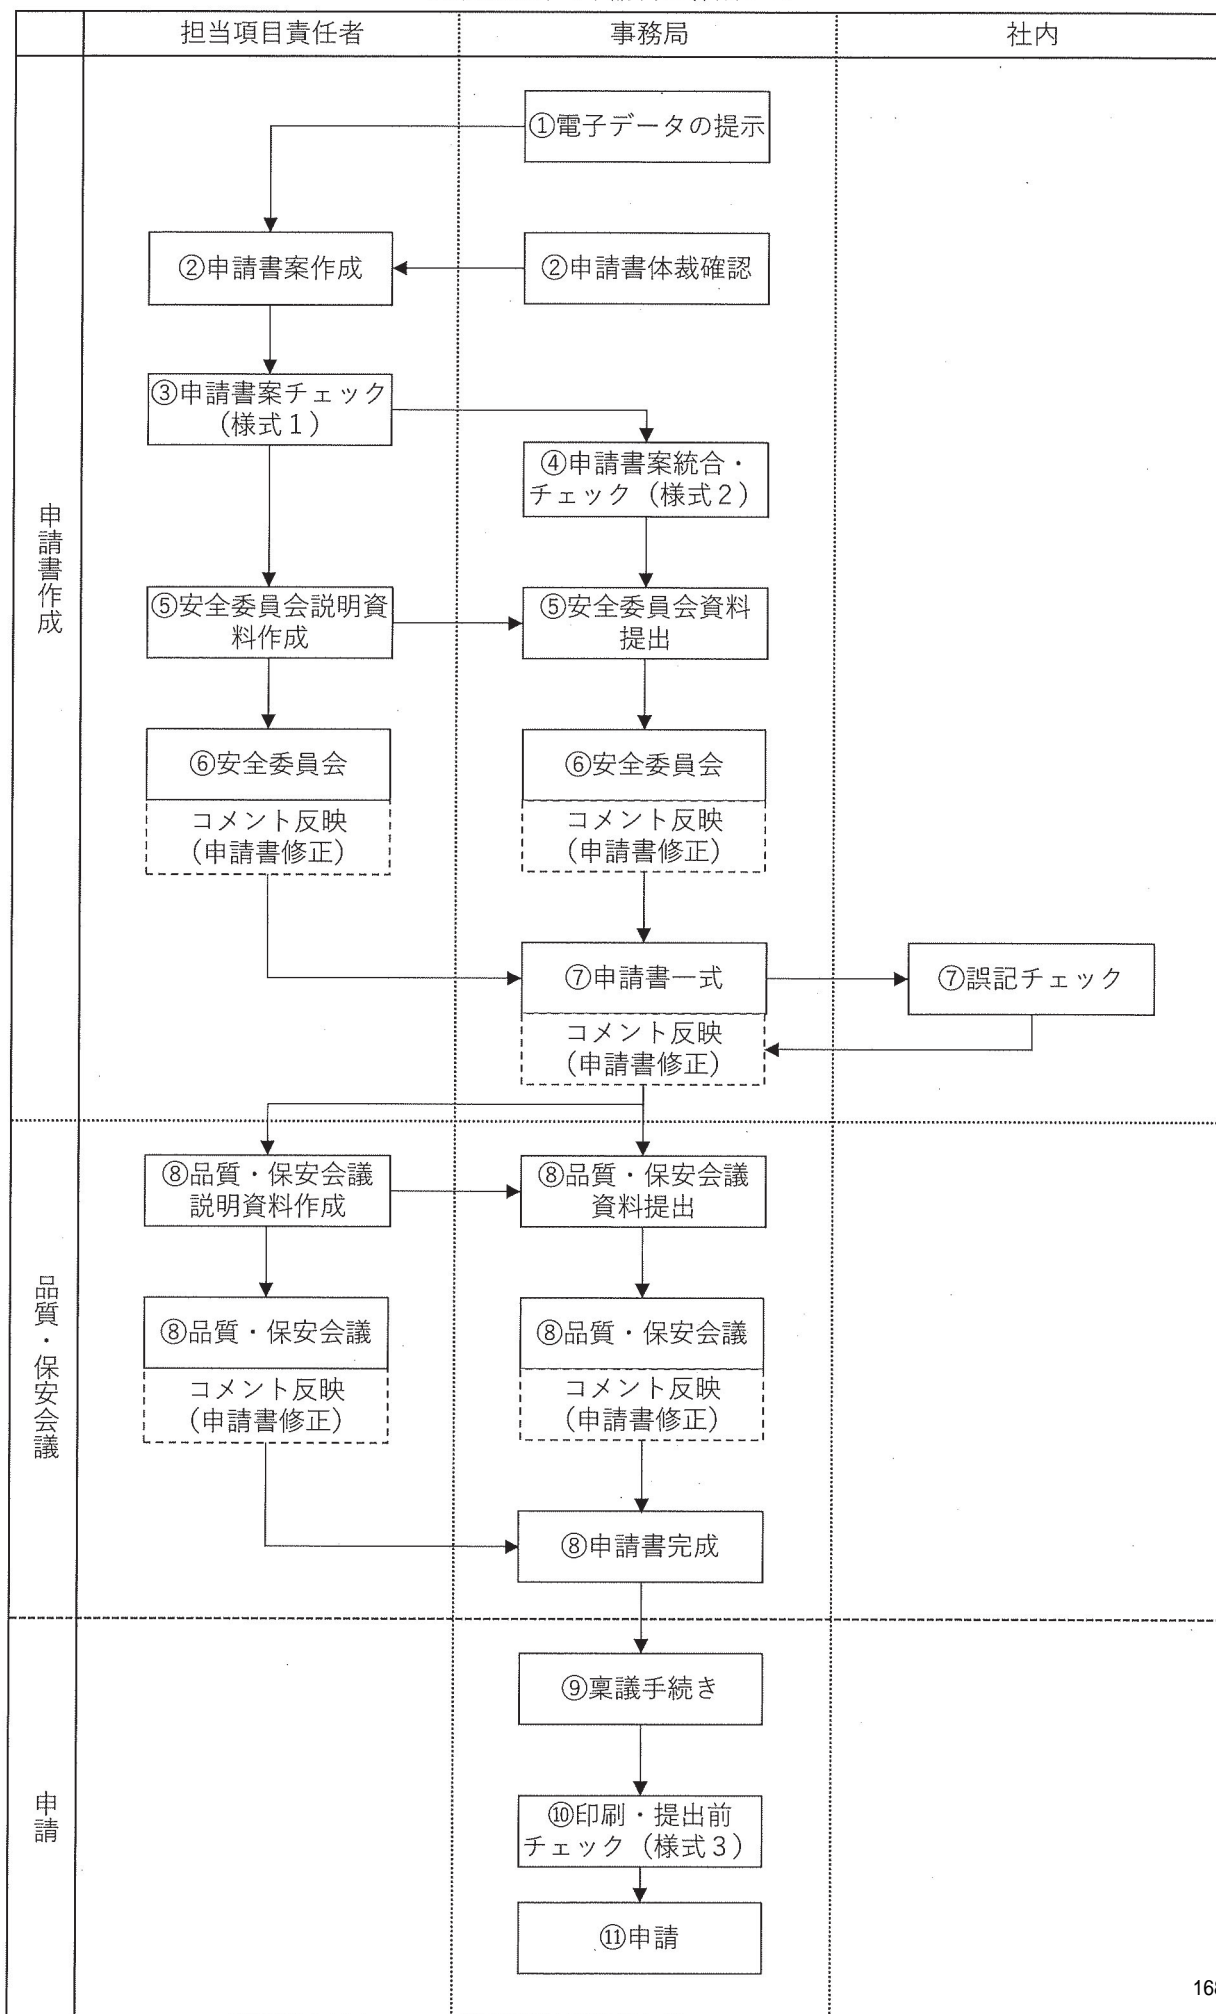 担当項目責任者
事務局
社内
①電子データの提示
②申請書案作成
②申請書体裁確認
③申請書案チェック
(様式１)
④申請書案統合・
チェック（様式２）
申請書作成
⑤安全委員会説明資
料作成
⑤安全委員会資料
提出
⑥安全委員会
コメント反映
(申請書修正)
⑥安全委員会
コメント反映
(申請書修正)
⑦申請書一式
コメント反映
(申請書修正)
⑦誤記チェック
⑧品質・保安会議
説明資料作成
⑧品質・保安会議
資料提出
品質・保安会議
⑧品質・保安会議
コメント反映
(申請書修正)
⑧品質・保安会議
コメント反映
(申請書修正)
⑧申請書完成
⑨稟議手続き
申請
⑩印刷・提出前
チェック（様式３）
⑪申請
168